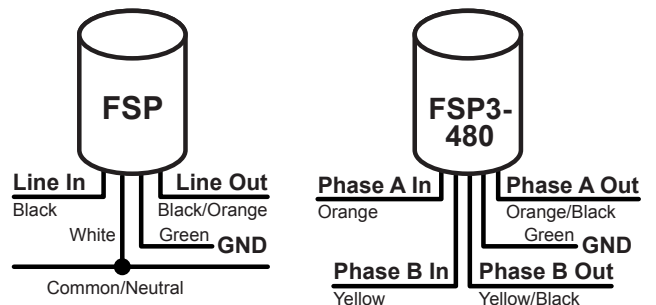 FSP
Line In
Line Out
Black
Black/Orange
White
Green
GND
Common/Neutral
FSP3-
480
Phase A In
Phase A Out
Orange
Orange/Black
Green
GND
Phase B In
Phase B Out
Yellow
Yellow/Black